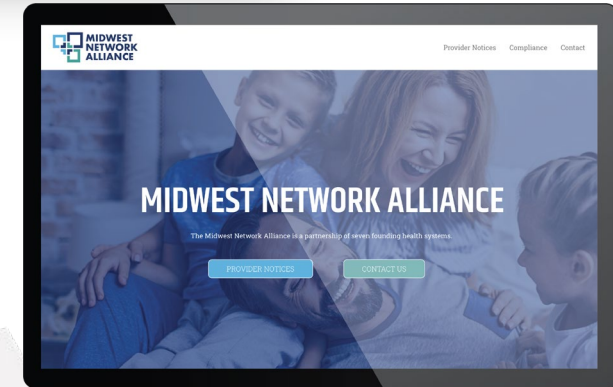 MIDWEST
NETWORK
ALLIANCE
Provider Notices Compliance Contact
MIDWEST NETWORK ALLIANCE
The Midwest Network Alliance is a partnership of seven founding health systems.
PROVIDER NOTICES CONTACT US